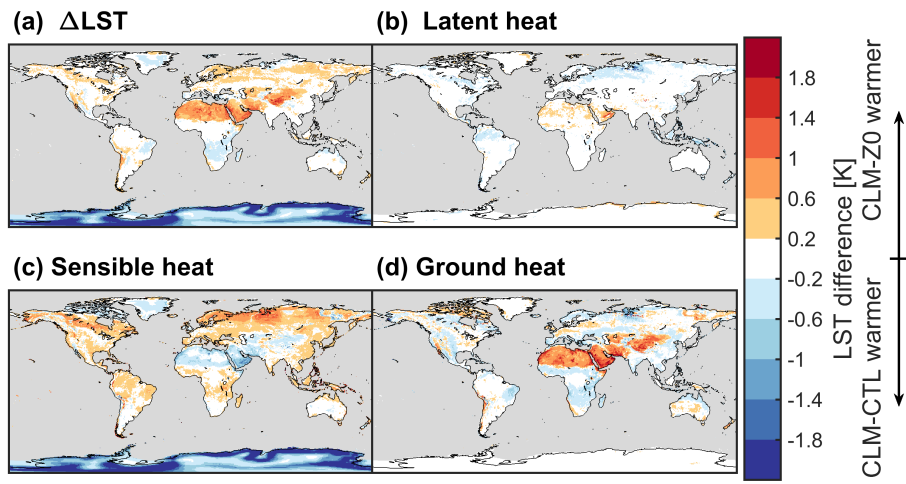 (a) ΔLST
(b) Latent heat
(c) Sensible heat
(d) Ground heat
1.8
1.4
1
0.6
0.2
-0.2
-0.6
-1
-1.4
-1.8
LST difference [K]
CLM-CTL warmer
CLM-Z0 warmer